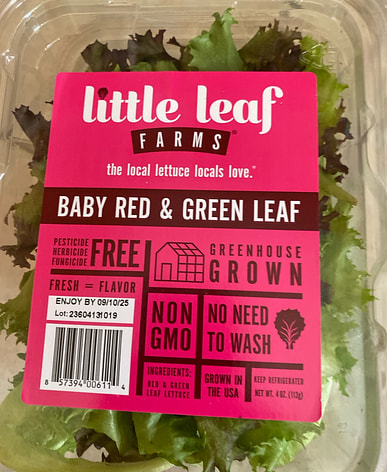 little leaf
FARMS®
the local lettuce locals love.™
BABY RED & GREEN LEAF
PESTICIDE
HERBICIDE
FUNGICIDE
FREE
GREENHOUSE
GROWN
FRESH = FLAVOR
ENJOY BY 09/10/25
Lot: 23604131019
8 57394 00611 4
NON
GMO
NO NEED
TO WASH
INGREDIENTS:
RED & GREEN
LEAF LETTUCE
GROWN IN
THE USA
KEEP REFRIGERATED
NET WT. 4 OZ. (113g)